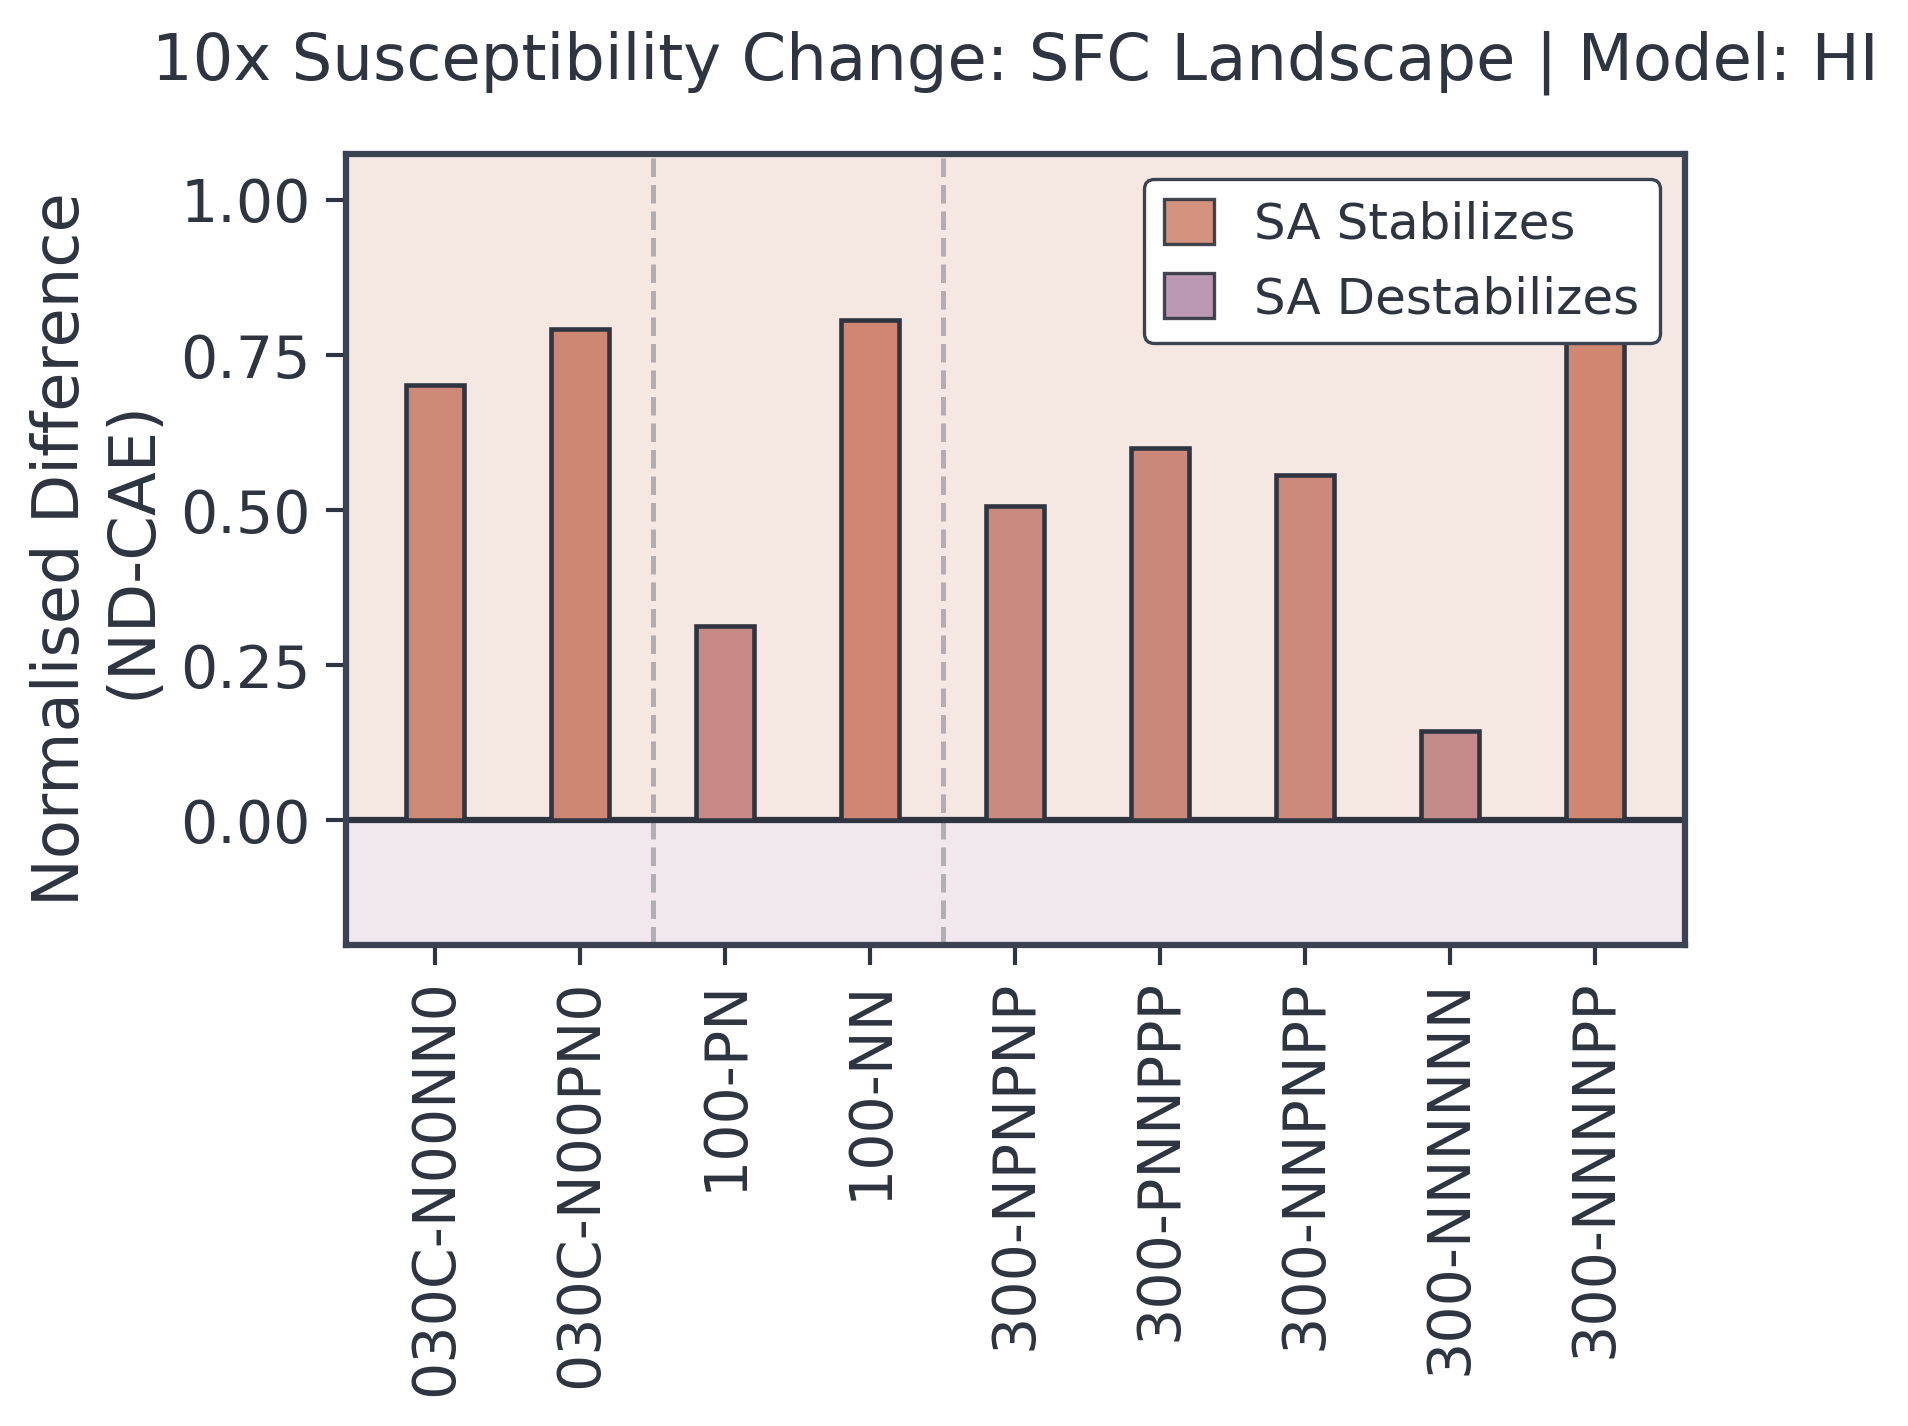 10x Susceptibility Change: SFC Landscape | Model: HI
Normalised Difference
(ND-CAE)
1.00
0.75
0.50
0.25
0.00
SA Stabilizes
SA Destabilizes
030C-N00NN0
030C-N00PN0
100-PN
100-NN
300-NPNPNP
300-PNNNPP
300-NNPNPP
300-NNNNNN
300-NNNNPP